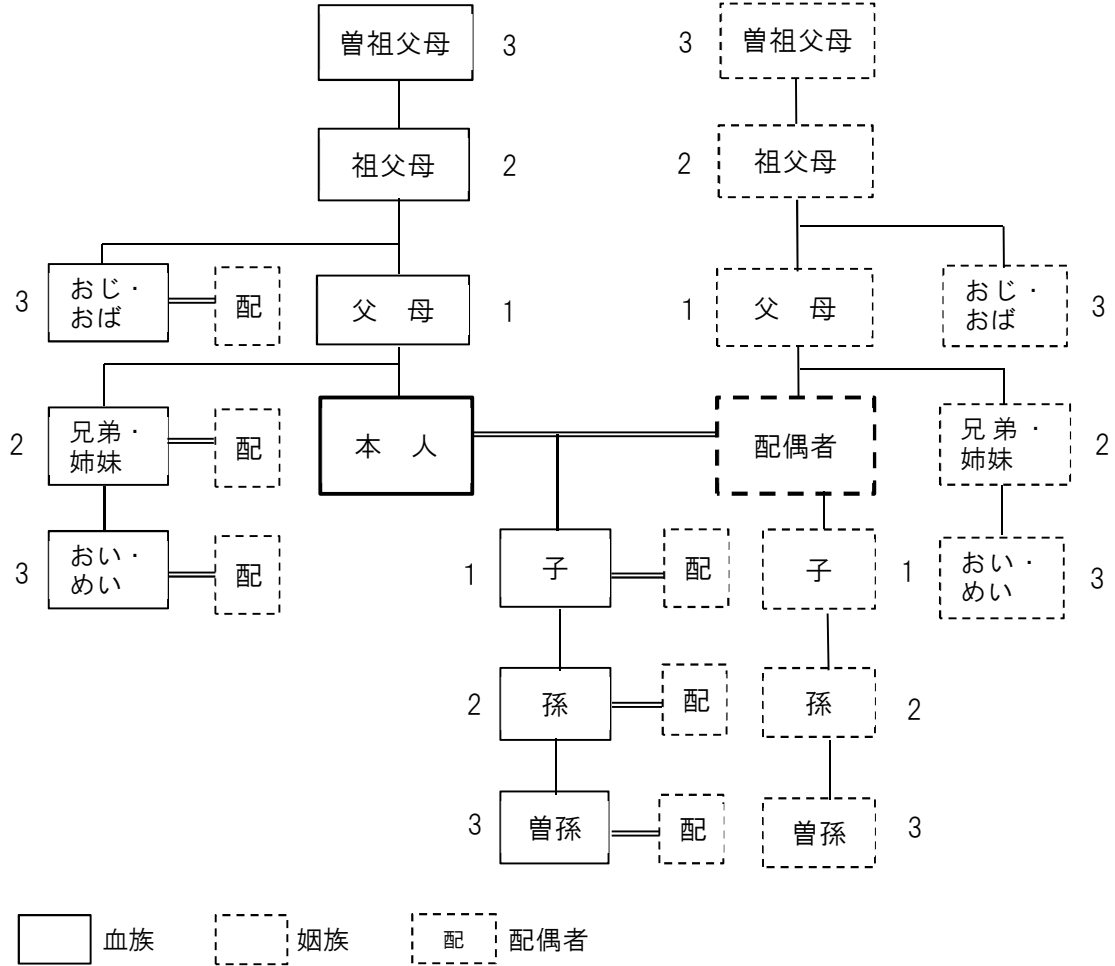 曽祖父母 3
3 曽祖父母
祖父母 2
2 祖父母
3 おじ・
おば
配
父 母 1
1 父 母
おじ・
おば
3
2 兄弟・
姉妹
配
本 人
配偶者
兄弟・
姉妹
2
3 おい・
めい
配
1 子 配
子 1
おい・
めい
3
2 孫 配
孫 2
3 曽孫 配
曽孫 3
血族
姻族
配 配偶者